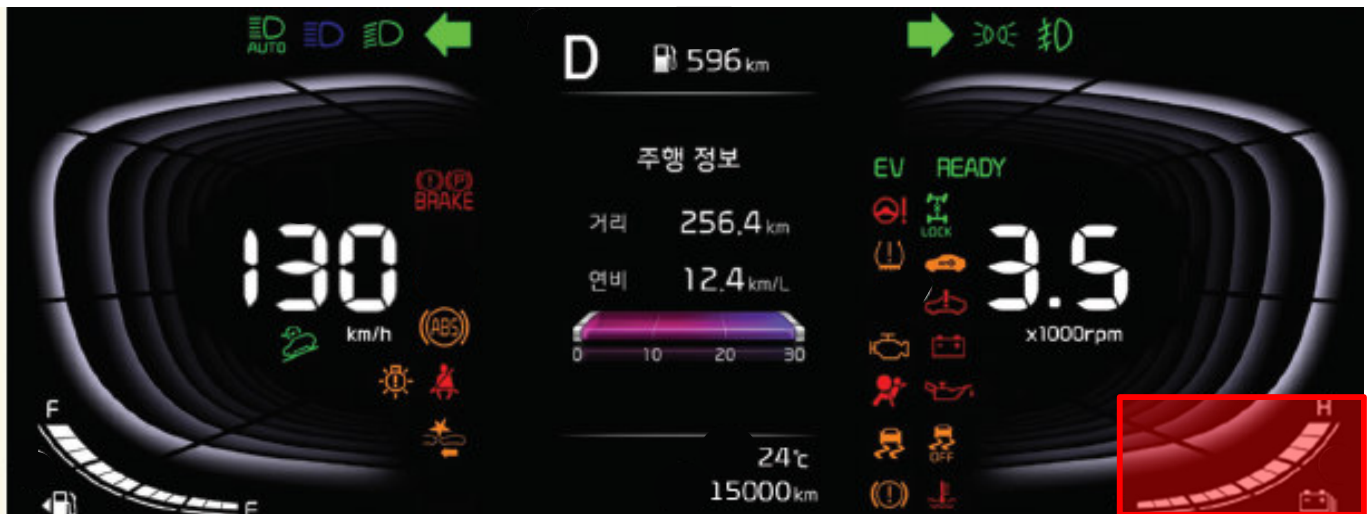 AUTO
D
596 km
주행 정보
거리 256.4 km
연비 12.4 km/L
0 10 20 30
24℃
15000 km
130
km/h
BRAKE
(P)
(ABS)
F
E
EV READY
LOCK
3.5
x1000rpm
OFF
H